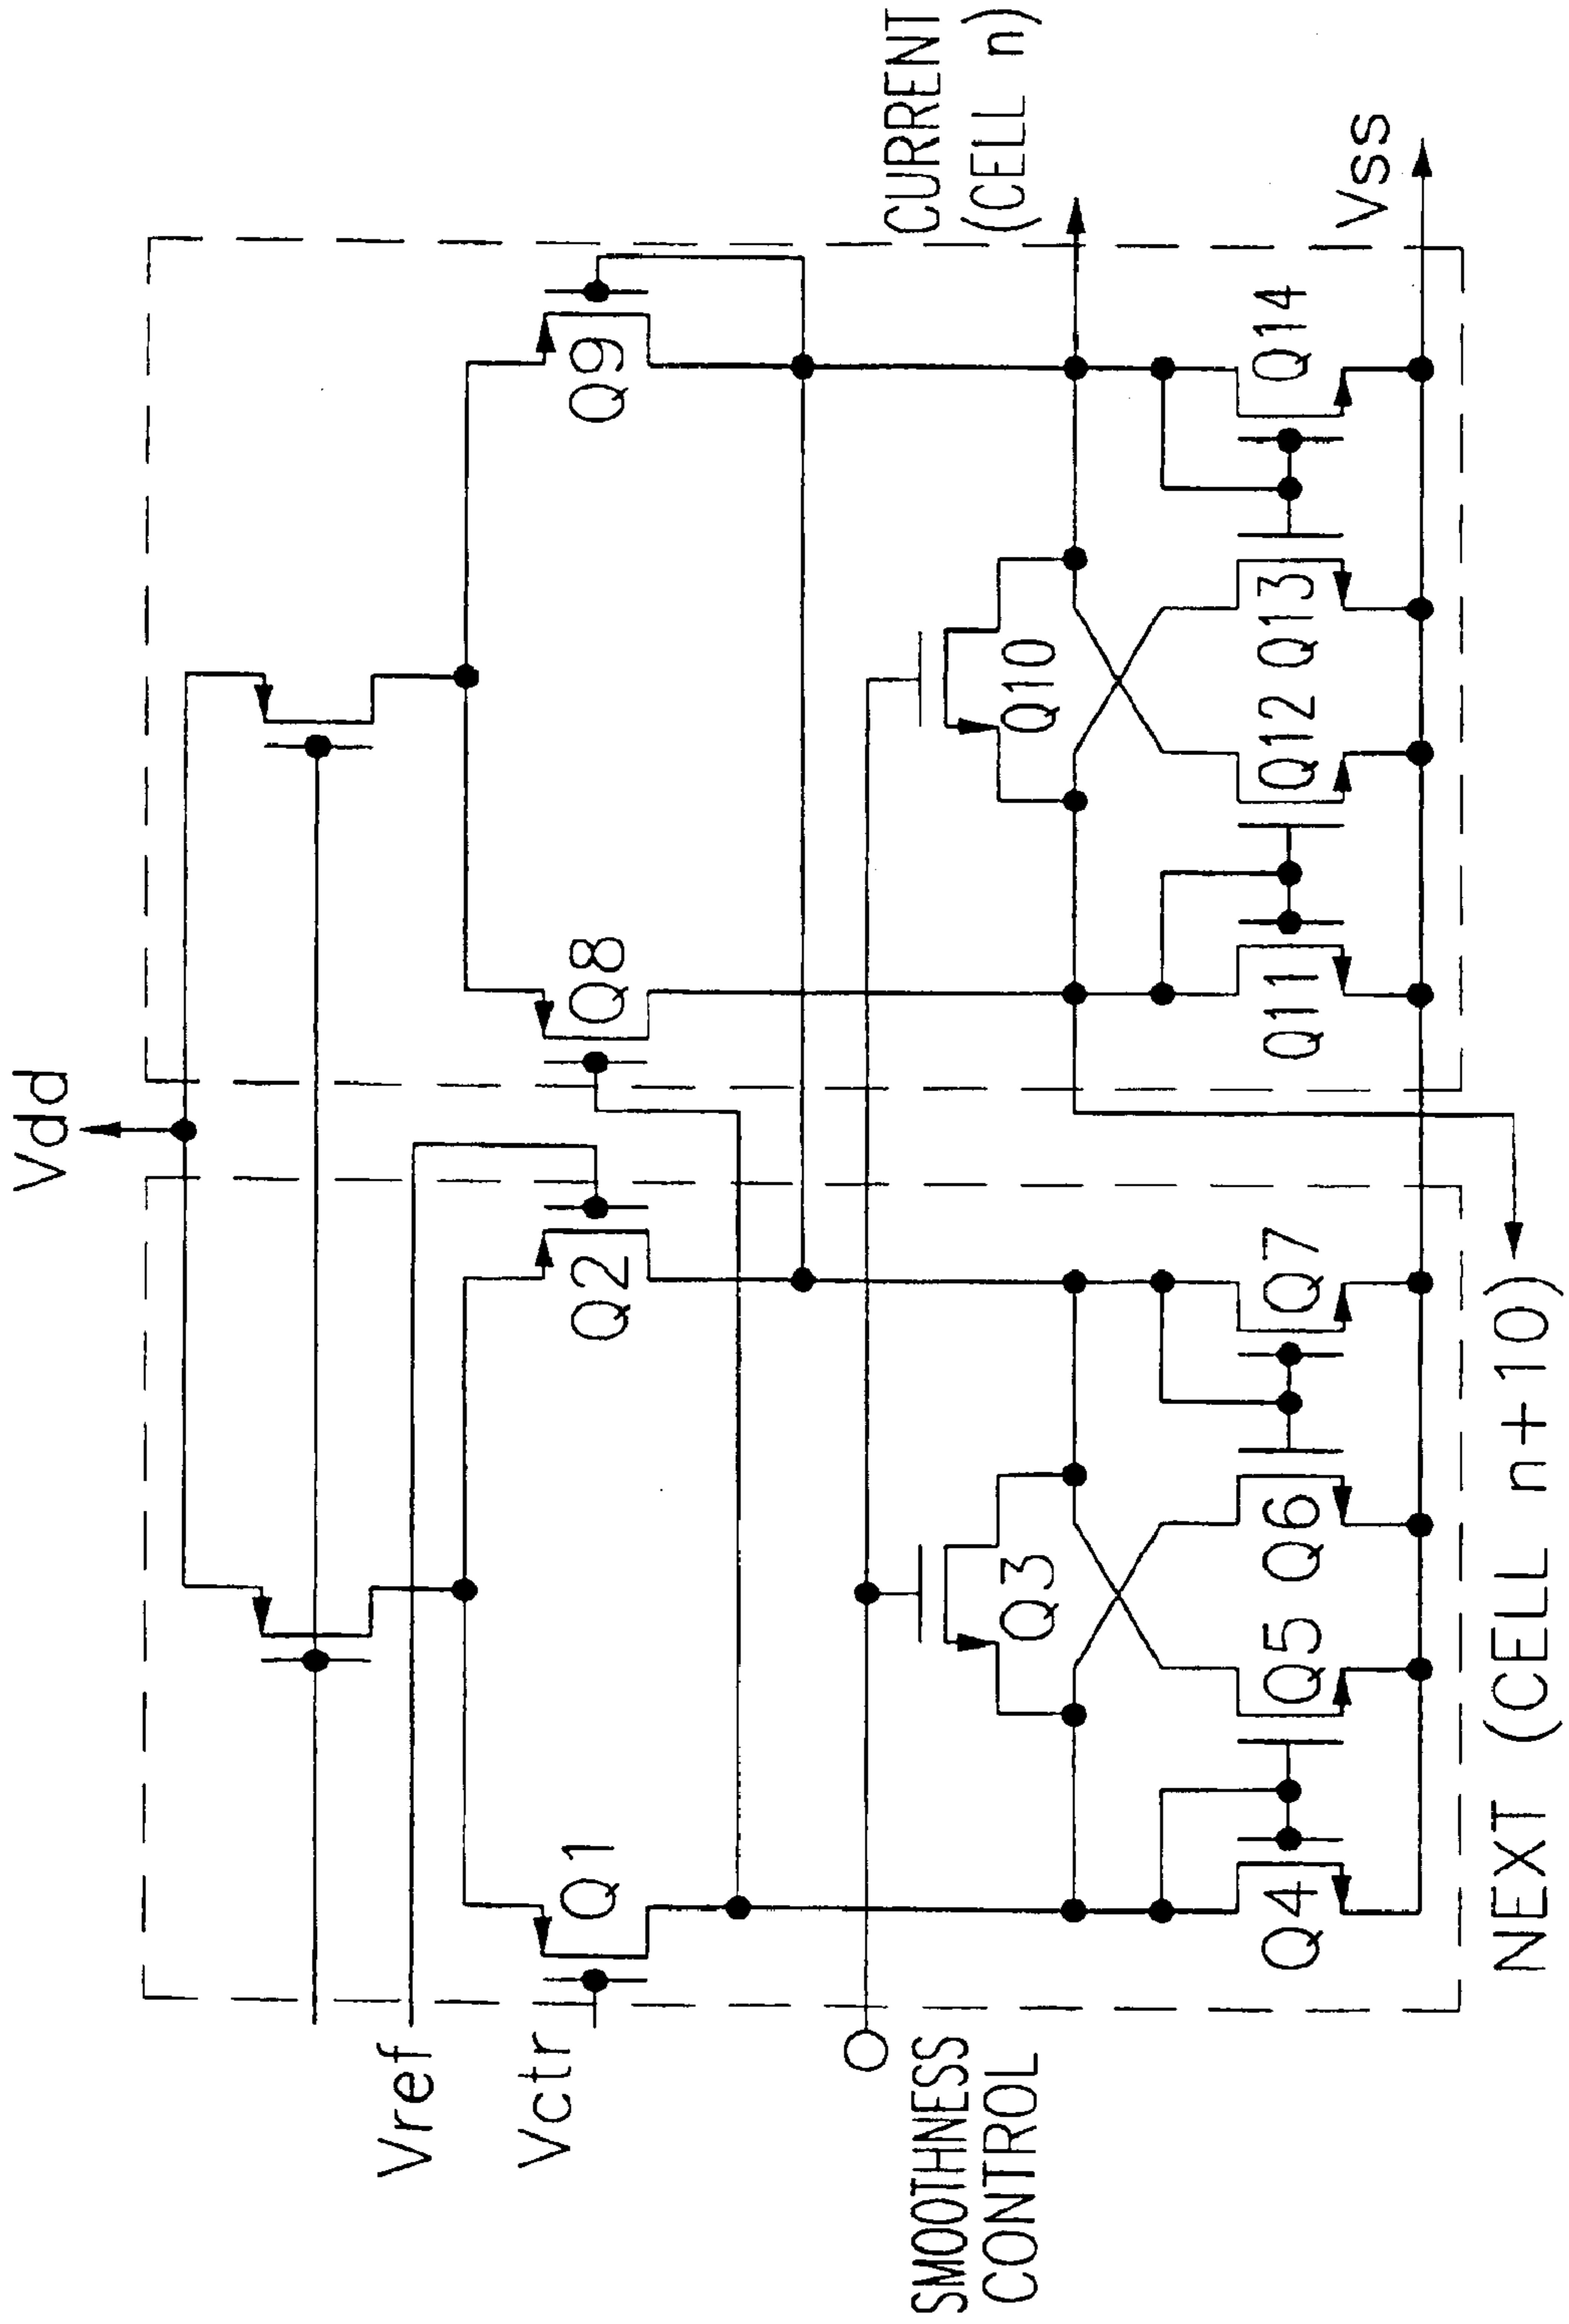 Vdd
Vref
Vctr
SMOOTHNESS
CONTROL
CURRENT
(CELL n)
Vss
NEXT (CELL n+10)
Q1
Q2
Q8
Q9
Q3
Q10
Q4
Q5
Q6
Q7
Q11
Q12
Q13
Q14